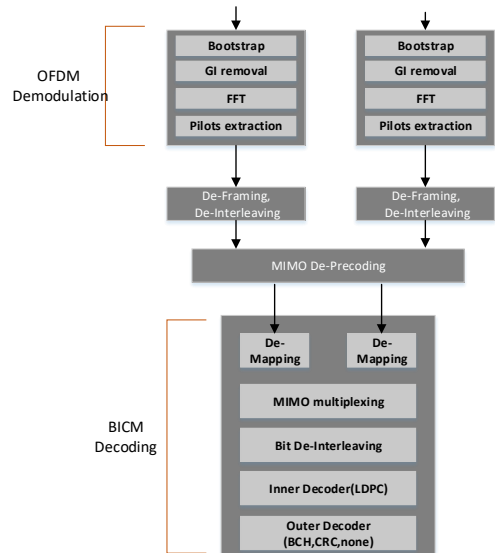 OFDM
Demodulation
Bootstrap
GI removal
FFT
Pilots extraction
Bootstrap
GI removal
FFT
Pilots extraction
De-Framing,
De-Interleaving
De-Framing,
De-Interleaving
MIMO De-Precoding
BICM
Decoding
De-
Mapping
De-
Mapping
MIMO multiplexing
Bit De-Interleaving
Inner Decoder(LDPC)
Outer Decoder
(BCH,CRC,none)